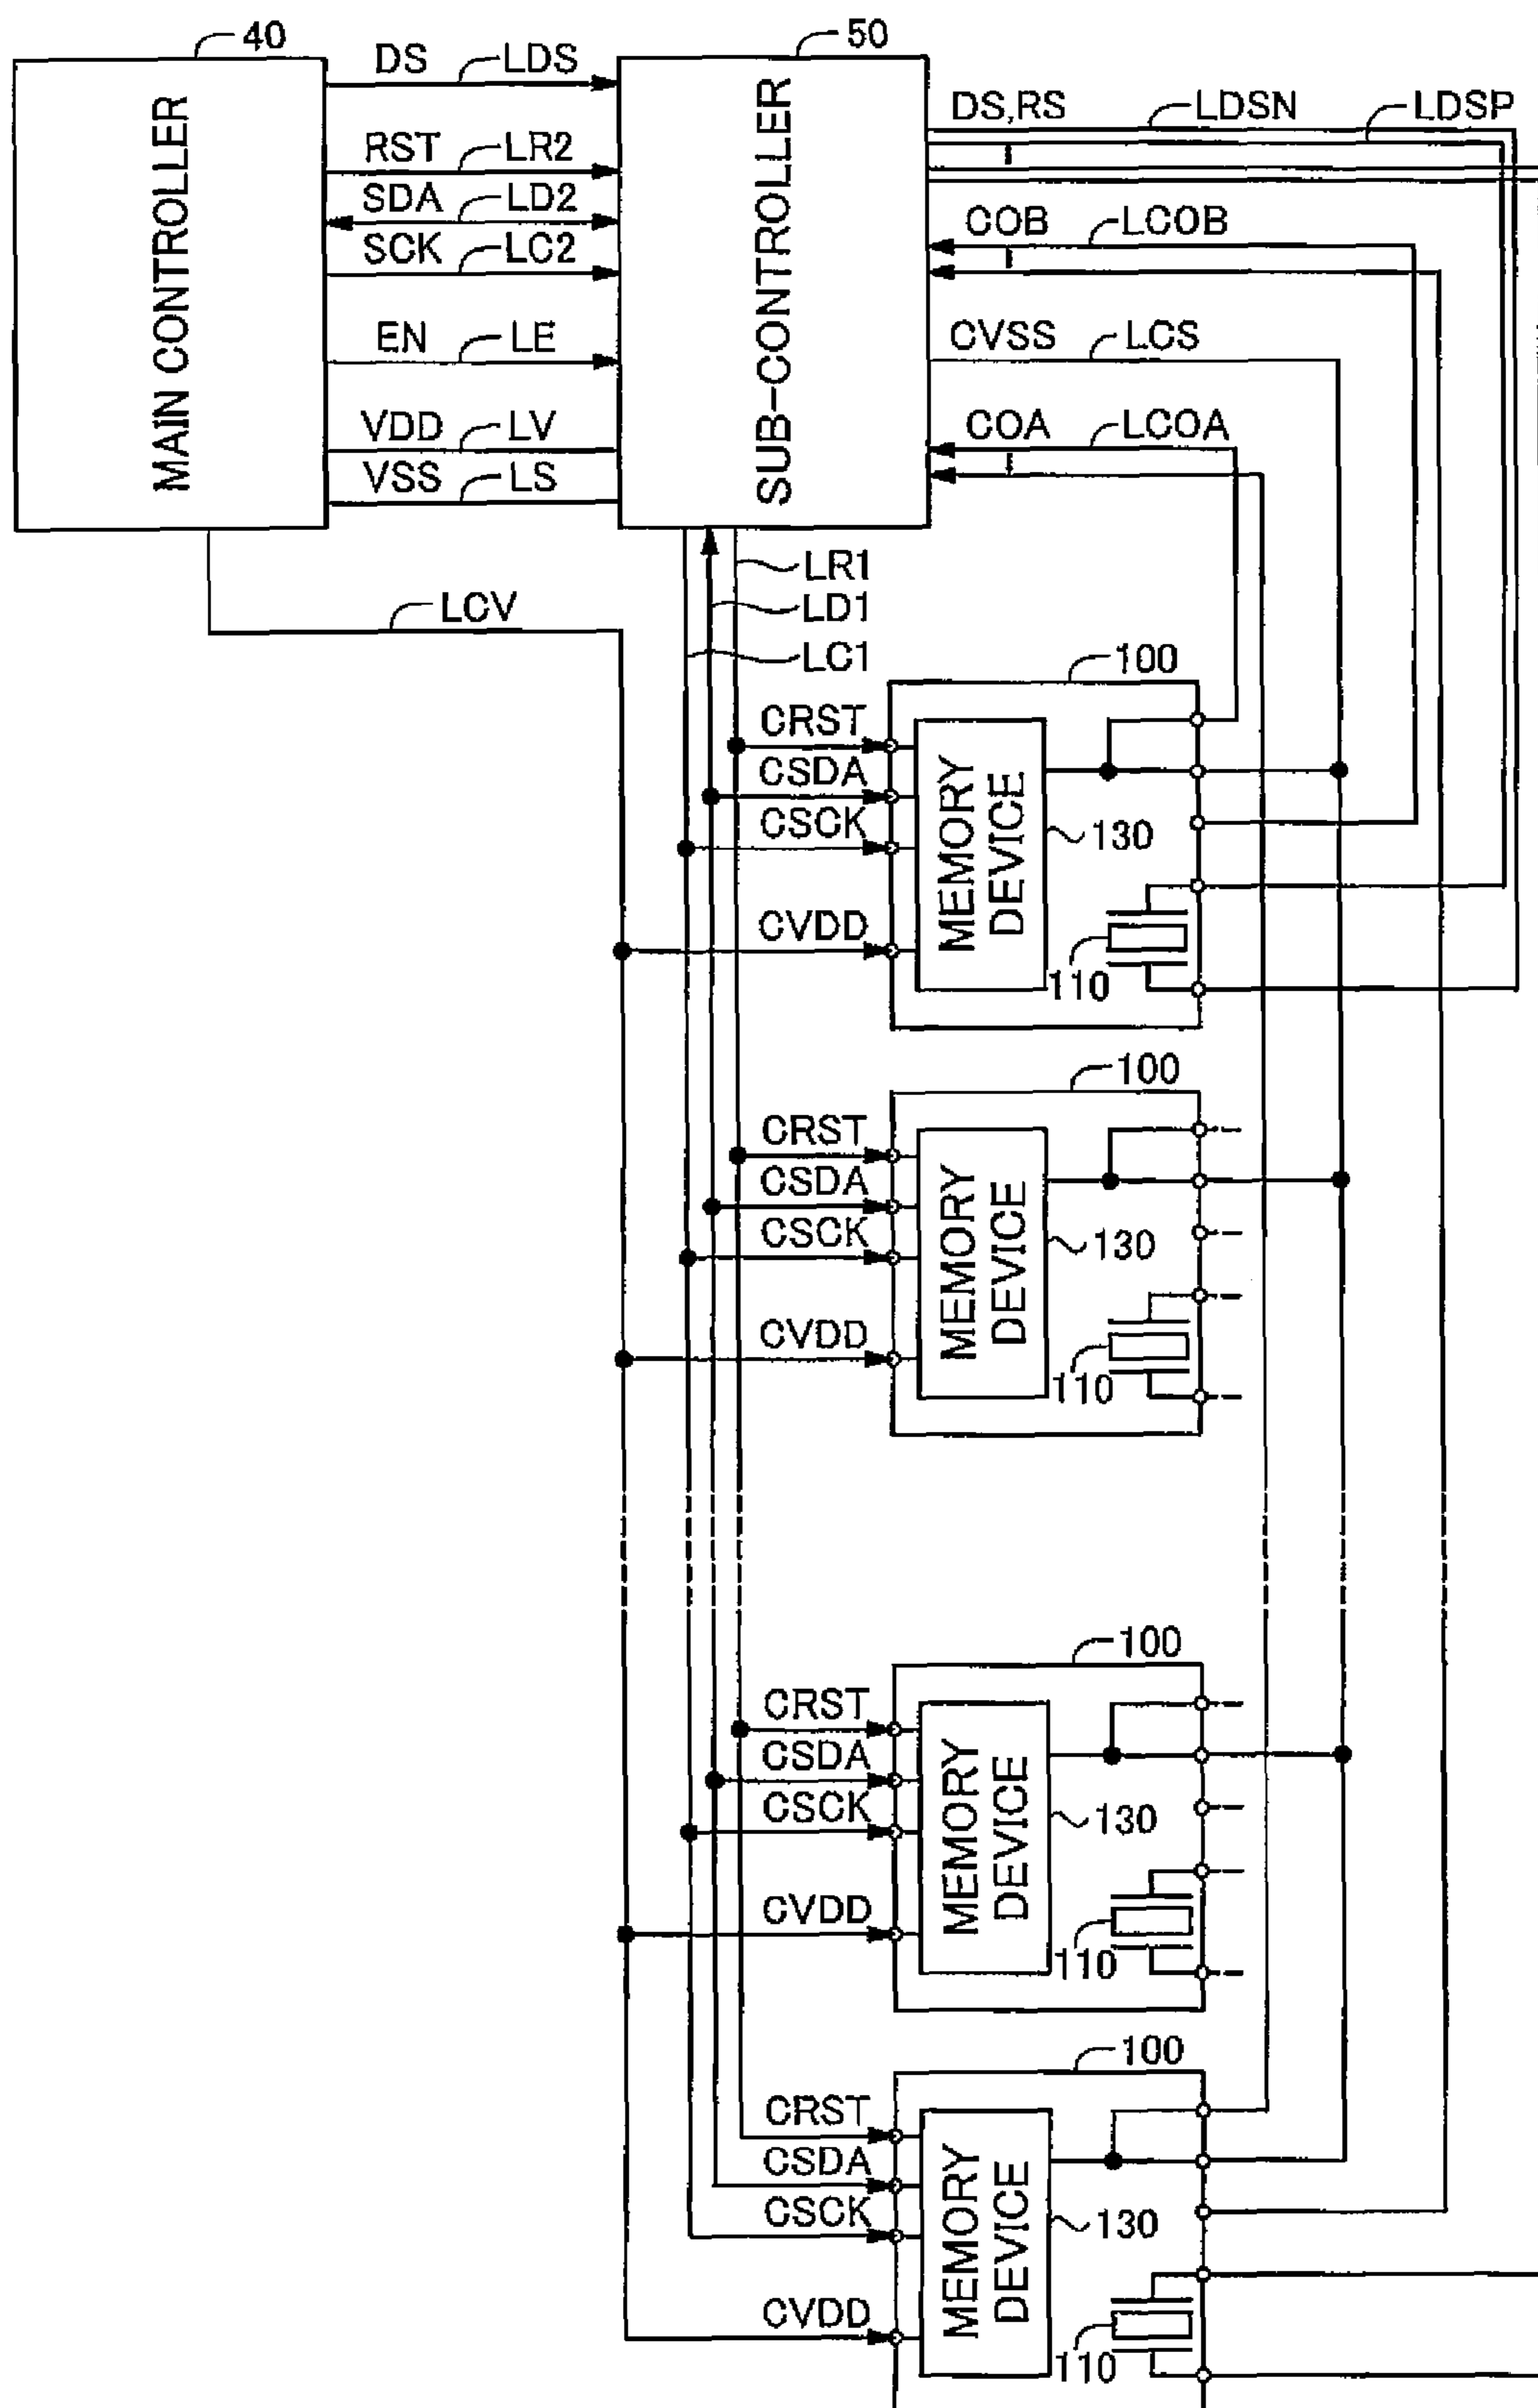 40
50
DS
LDS
DS,RS
LDSN
LDSP
RST
LR2
SDA
LD2
SCK
LC2
EN
LE
VDD
LV
VSS
LS
MAIN CONTROLLER
SUB-CONTROLLER
COB
LCOB
CVSS
LCS
COA
LCOA
LR1
LD1
LC1
LCV
100
CRST
CSDA
CSCK
CVDD
MEMORY
DEVICE
130
110
100
CRST
CSDA
CSCK
CVDD
MEMORY
DEVICE
130
110
100
CRST
CSDA
CSCK
CVDD
MEMORY
DEVICE
130
110
100
CRST
CSDA
CSCK
CVDD
MEMORY
DEVICE
130
110